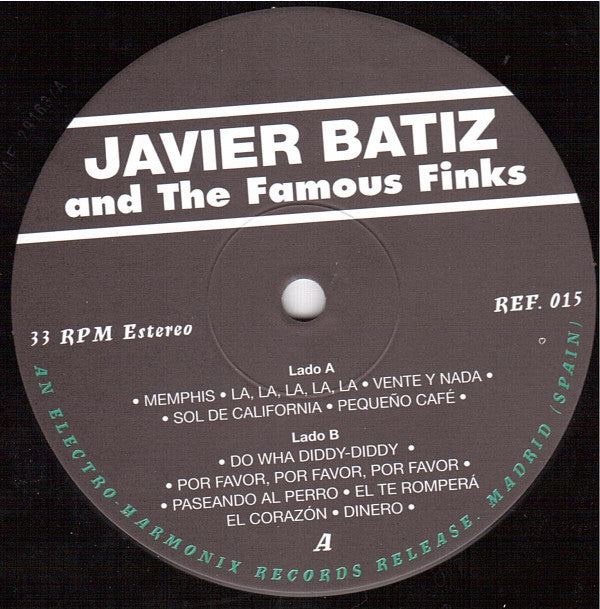 JAVIER BATIZ
and The Famous Finks
33 RPM Estereo
REF. 015
Lado A
• MEMPHIS • LA, LA, LA, LA, LA • VENTE Y NADA •
• SOL DE CALIFORNIA • PEQUEÑO CAFÉ •
Lado B
• DO WHA DIDDY-DIDDY •
• POR FAVOR, POR FAVOR, POR FAVOR •
• PASEANDO AL PERRO • EL TE ROMPERÁ
EL CORAZÓN • DINERO •
A
AN ELECTRO-HARMONIX RECORDS RELEASE. MADRID (SPAIN)